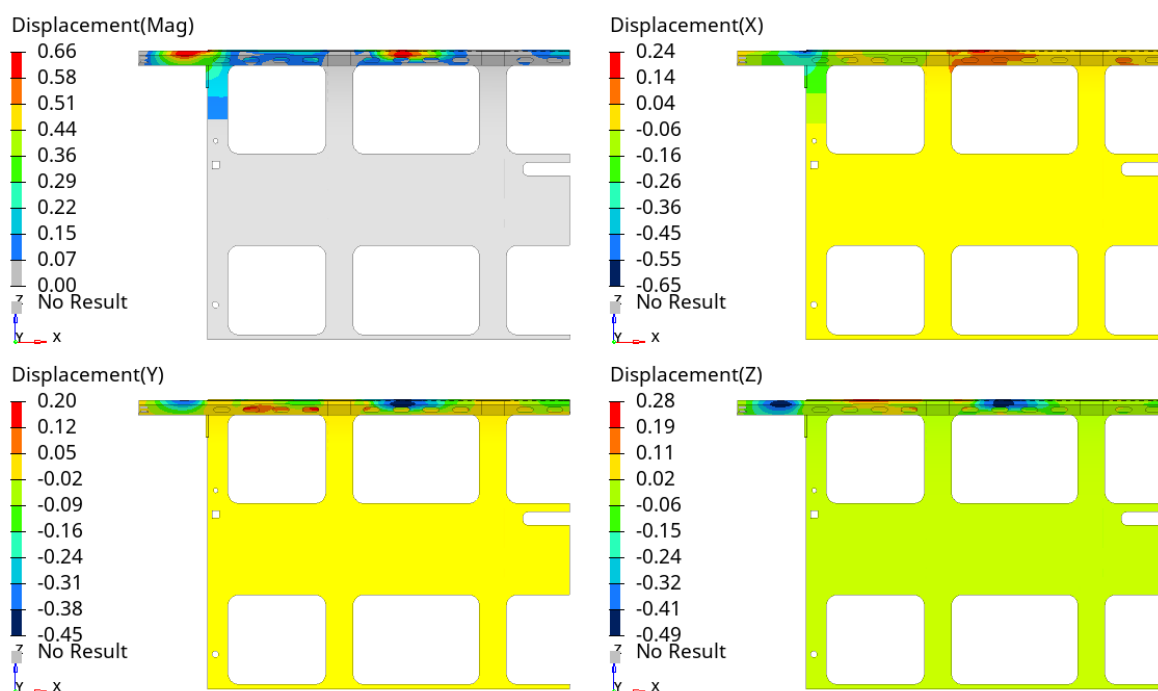 Displacement(Mag)
0.66
0.58
0.51
0.44
0.36
0.29
0.22
0.15
0.07
0.00
No Result
Z
Y
X
Displacement(X)
0.24
0.14
0.04
-0.06
-0.16
-0.26
-0.36
-0.45
-0.55
-0.65
No Result
Z
Y
X
Displacement(Y)
0.20
0.12
0.05
-0.02
-0.09
-0.16
-0.24
-0.31
-0.38
-0.45
No Result
Z
Y
X
Displacement(Z)
0.28
0.19
0.11
0.02
-0.06
-0.15
-0.24
-0.32
-0.41
-0.49
No Result
Z
Y
X